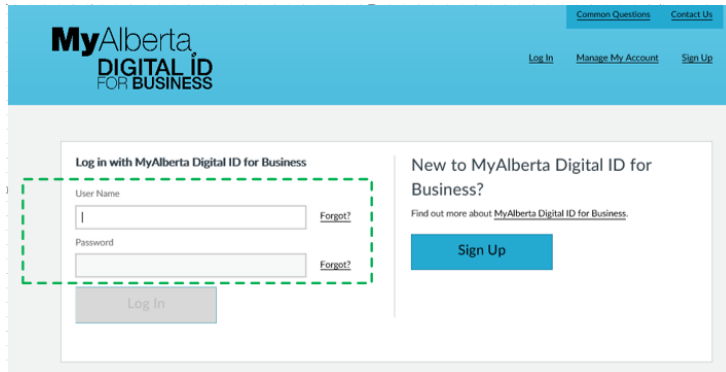 Common Questions Contact Us
MyAlberta
DIGITAL ID
FOR BUSINESS
Log In Manage My Account Sign Up
Log in with MyAlberta Digital ID for Business
User Name
Forgot?
Password
Forgot?
Log In
New to MyAlberta Digital ID for
Business?
Find out more about MyAlberta Digital ID for Business.
Sign Up